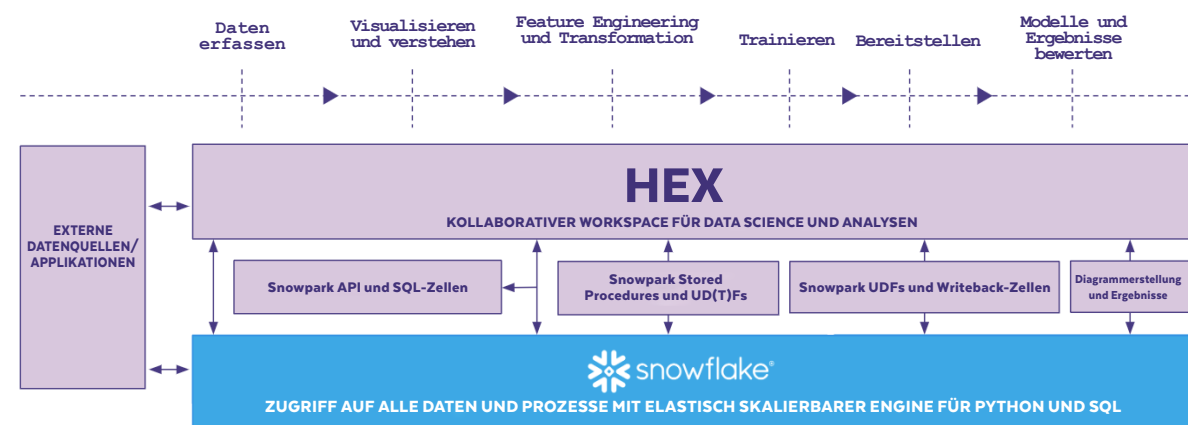 Daten
erfassen
Visualisieren
und verstehen
Feature Engineering
und Transformation
Trainieren
Bereitstellen
Modelle und
Ergebnisse
bewerten
EXTERNE
DATENQUELLEN/
APPLIKATIONEN
HEX
KOLLABORATIVER WORKSPACE FÜR DATA SCIENCE UND ANALYSEN
Snowpark API und SQL-Zellen
Snowpark Stored
Procedures und UD(T)Fs
Snowpark UDFs und Writeback-Zellen
Diagrammerstellung
und Ergebnisse
snowflake®
ZUGRIFF AUF ALLE DATEN UND PROZESSE MIT ELASTISCH SKALIERBARER ENGINE FÜR PYTHON UND SQL